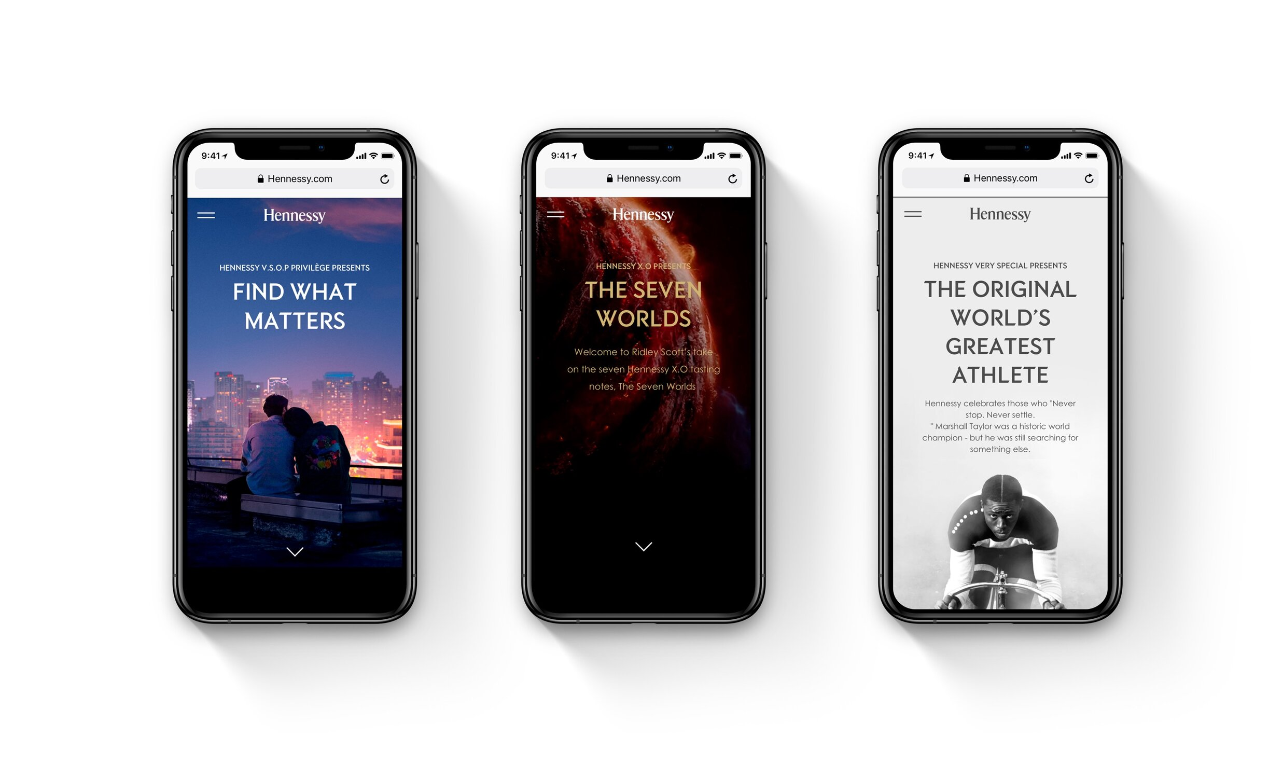 9:41
Hennessy.com
Hennessy
HENNESSY V.S.O.P PRIVILÈGE PRESENTS
FIND WHAT
MATTERS
9:41
Hennessy.com
Hennessy
HENNESSY X.O PRESENTS
THE SEVEN
WORLDS
Welcome to Ridley Scott's take
on the seven Hennessy X.O tasting
notes, The Seven Worlds
9:41
Hennessy.com
Hennessy
HENNESSY VERY SPECIAL PRESENTS
THE ORIGINAL
WORLD'S
GREATEST
ATHLETE
Hennessy celebrates those who "Never
stop. Never settle.
" Marshall Taylor was a historic world
champion - but he was still searching for
something else.